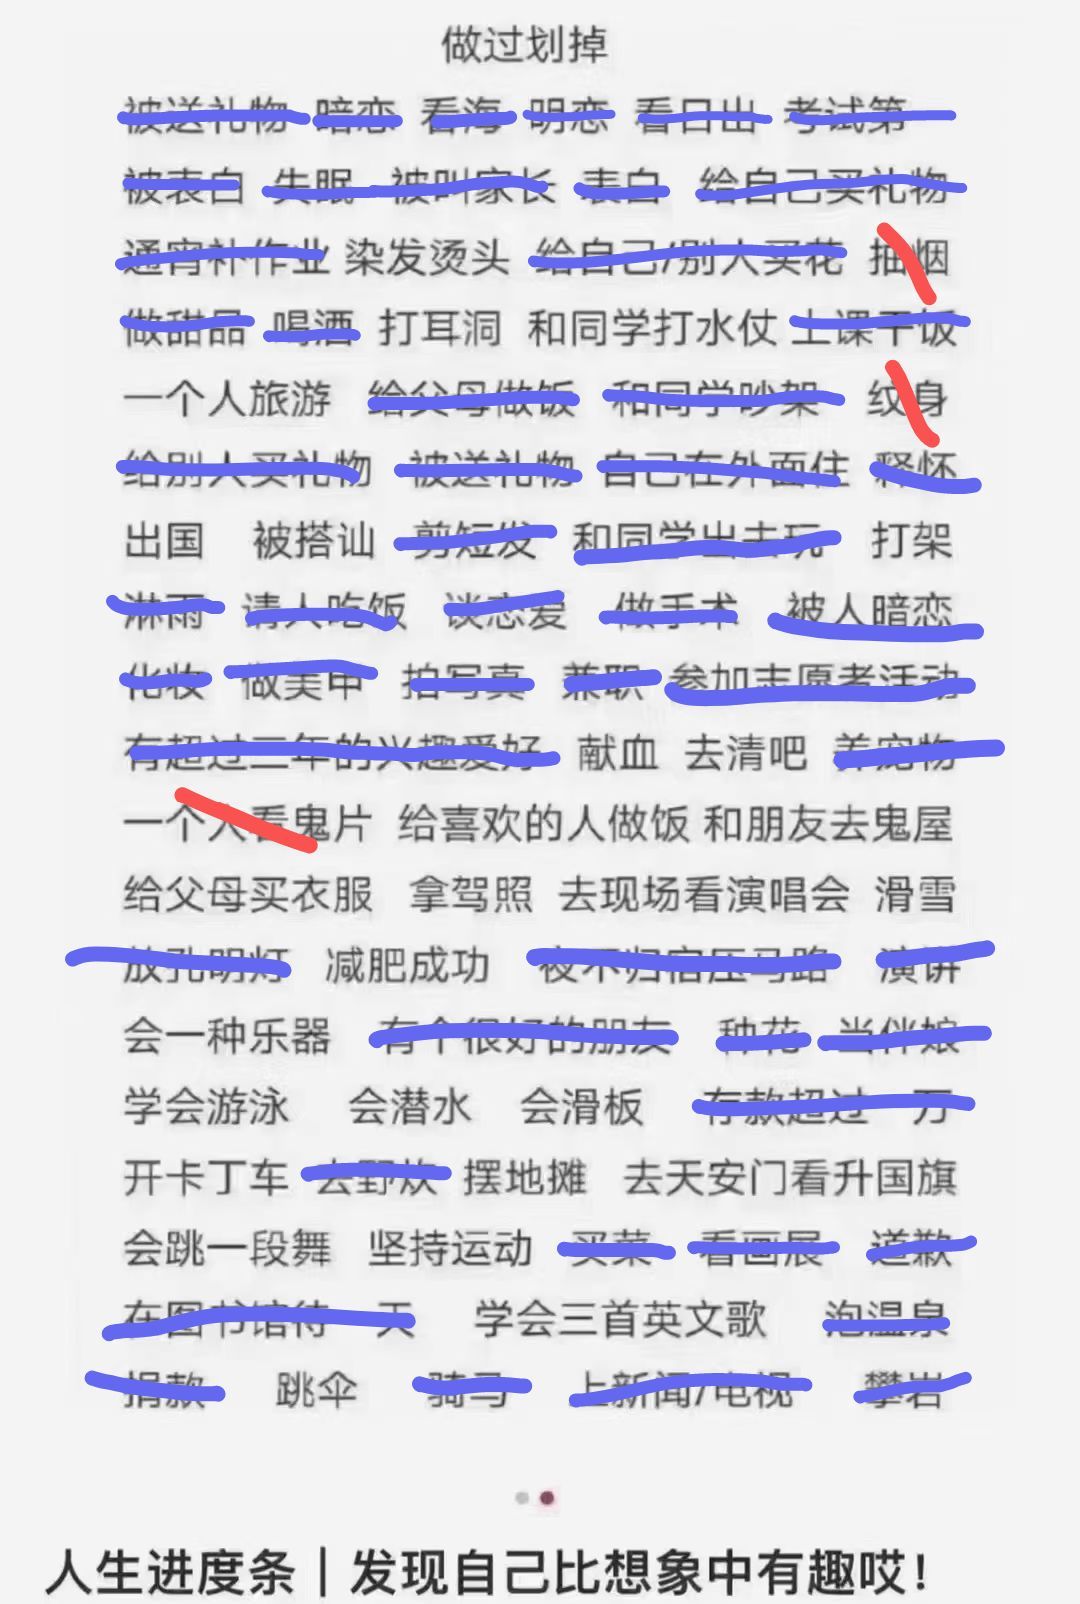 做过划掉
被送礼物 暗恋 看海 明恋 看日出 考试第一
被表白 失眠 被叫家长 表白 给自己买礼物
通宵补作业 染发烫头 给自己/别人买花 抽烟
做甜品 喝酒 打耳洞 和同学打水仗 上课干饭
一个人旅游 给父母做饭 和同学吵架 纹身
给别人买礼物 被送礼物 自己在外面住 释怀
出国 被搭讪 剪短发 和同学出去玩 打架
淋雨 请人吃饭 谈恋爱 做手术 被人暗恋
化妆 做美甲 拍写真 兼职 参加志愿者活动
有超过三年的兴趣爱好 献血 去清吧 养宠物
一个人看鬼片 给喜欢的人做饭 和朋友去鬼屋
给父母买衣服 拿驾照 去现场看演唱会 滑雪
放孔明灯 减肥成功 夜不归宿压马路 演讲
会一种乐器 有个很好的朋友 种花 当伴娘
学会游泳 会潜水 会滑板 存款超过一万
开卡丁车 去野炊 摆地摊 去天安门看升国旗
会跳一段舞 坚持运动 买菜 看画展 道歉
在图书馆待一天 学会三首英文歌 泡温泉
捐款 跳伞 骑马 上新闻/电视 攀岩
人生进度条｜发现自己比想象中有趣哎！